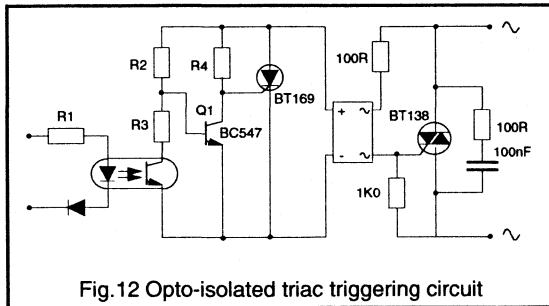 R2
R4
100R
BT169
R1
Q1
BT138
+
~
100R
R3
BC547
100nF
-
~
1K0
~
~
Fig.12 Opto-isolated triac triggering circuit